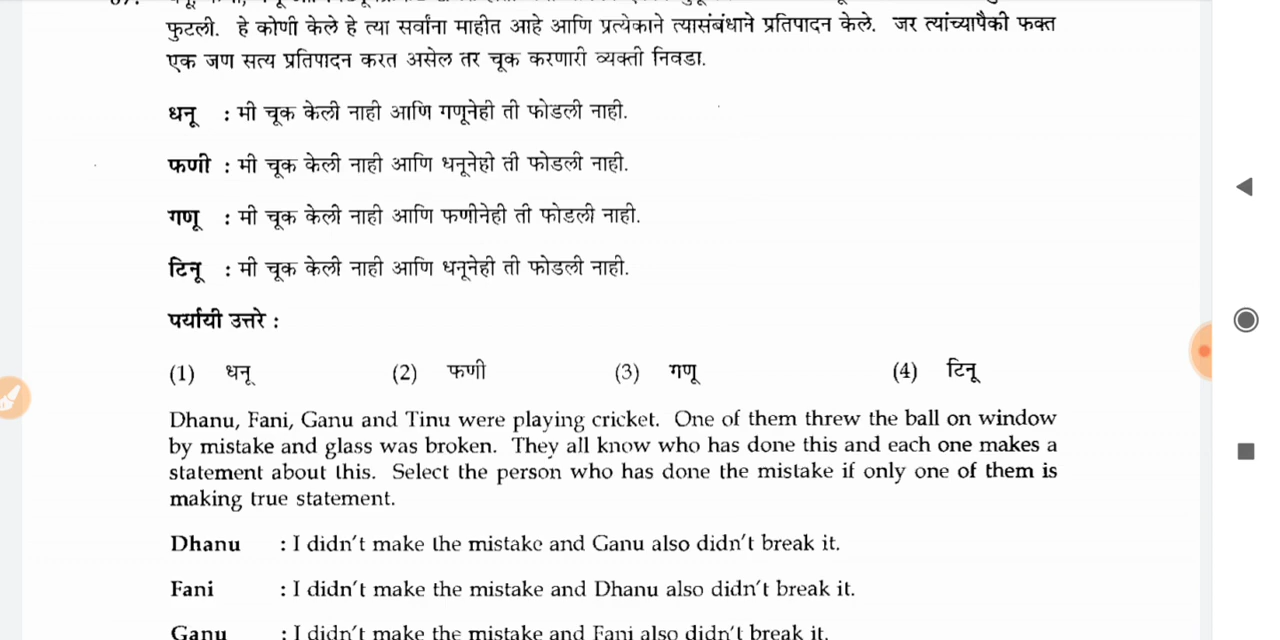 फुटली. हे कोणी केले हे त्या सर्वांना माहीत आहे आणि प्रत्येकाने त्यासंबंधाने प्रतिपादन केले. जर त्यांच्यापैकी फक्त
एक जण सत्य प्रतिपादन करत असेल तर चूक करणारी व्यक्ती निवडा.
धनू : मी चूक केली नाही आणि गणूनेही ती फोडली नाही.
फणी : मी चूक केली नाही आणि धनूनेही ती फोडली नाही.
गणू : मी चूक केली नाही आणि फणीनेही ती फोडली नाही.
टिनू : मी चूक केली नाही आणि धनूनेही ती फोडली नाही.
पर्यायी उत्तरे :
(1) धनू (2) फणी (3) गणू (4) टिनू
Dhanu, Fani, Ganu and Tinu were playing cricket. One of them threw the ball on window
by mistake and glass was broken. They all know who has done this and each one makes a
statement about this. Select the person who has done the mistake if only one of them is
making true statement.
Dhanu : I didn't make the mistake and Ganu also didn't break it.
Fani : I didn't make the mistake and Dhanu also didn't break it.
Ganu : I didn't make the mistake and Fani also didn't break it.